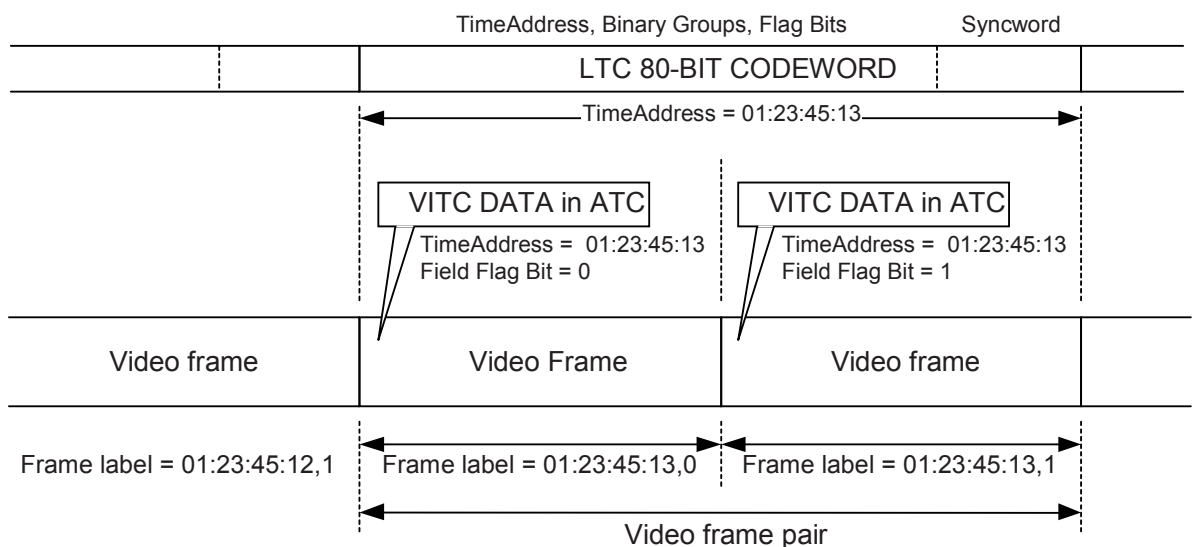 TimeAddress, Binary Groups, Flag Bits Syncword
LTC 80-BIT CODEWORD
TimeAddress = 01:23:45:13
VITC DATA in ATC VITC DATA in ATC
TimeAddress = 01:23:45:13 TimeAddress = 01:23:45:13
Field Flag Bit = 0 Field Flag Bit = 1
Video frame Video Frame Video frame
Frame label = 01:23:45:12,1 Frame label = 01:23:45:13,0 Frame label = 01:23:45:13,1
Video frame pair